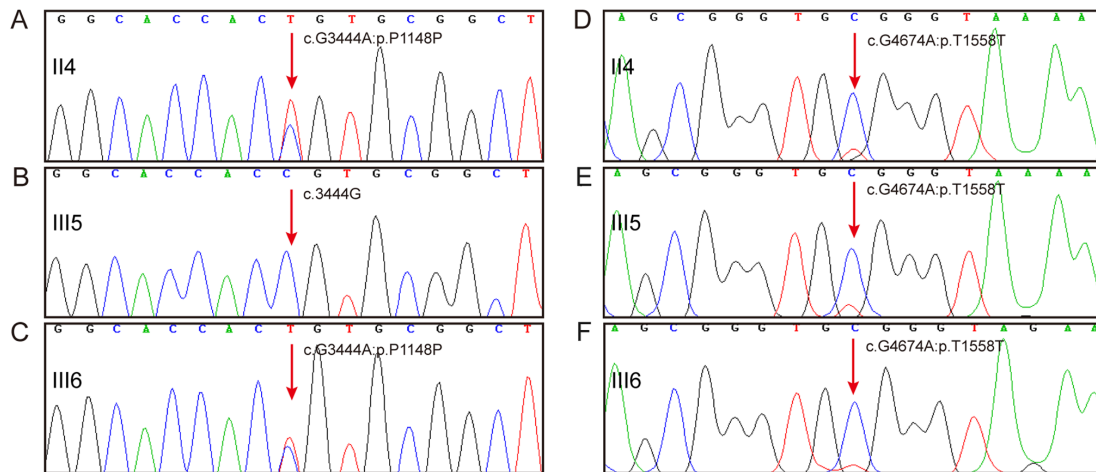 A
G G C A C C A C T G T G C G G C T
c.G3444A:p.P1148P
II4
B
G G C A C C A C C G T G C G G C T
c.3444G
III5
C
G G C A C C A C T G T G C G G C T
c.G3444A:p.P1148P
III6
D
A G C G G G T G C G G G T A A A A
c.G4674A:p.T1558T
II4
E
A G C G G G T G C G G G T A A A A
c.G4674A:p.T1558T
III5
F
A G C G G G T G C G G G T A G A A
c.G4674A:p.T1558T
III6